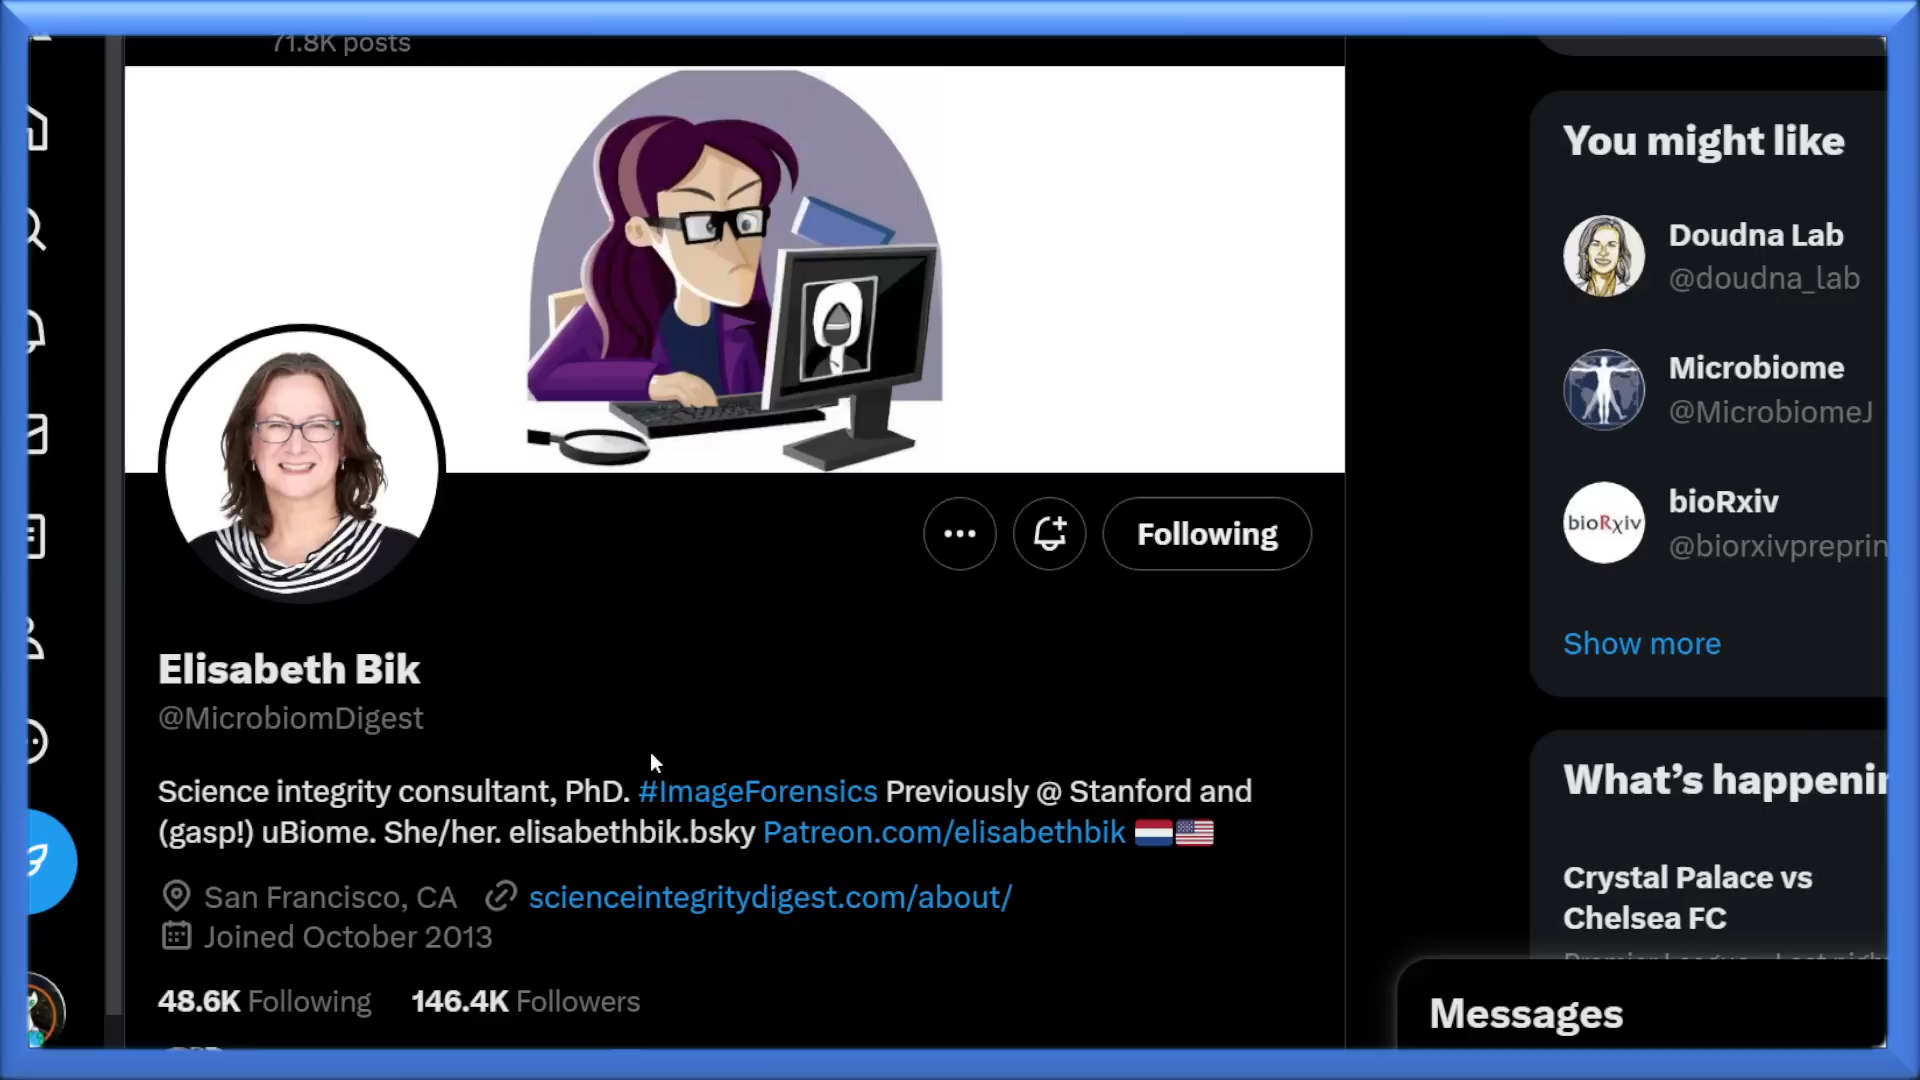 71.8K posts
Following
Elisabeth Bik
@MicrobiomDigest
Science integrity consultant, PhD. #ImageForensics Previously @ Stanford and
(gasp!) uBiome. She/her. elisabethbik.bsky Patreon.com/elisabethbik
San Francisco, CA scienceintegritydigest.com/about/
Joined October 2013
48.6K Following 146.4K Followers
You might like
Doudna Lab
@doudna_lab
Microbiome
@MicrobiomeJ
bioRxiv
bioRxiv
@biorxivpreprin
Show more
What's happenin
Crystal Palace vs
Chelsea FC
Messages